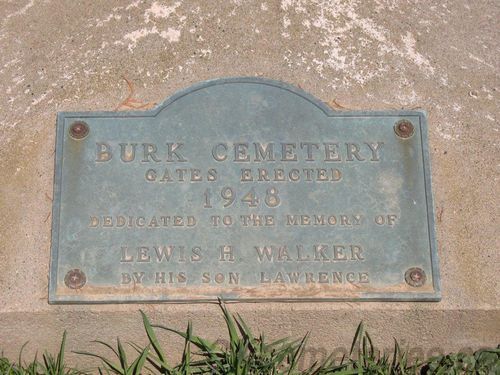 BURK CEMETERY
GATES ERECTED
1948
DEDICATED TO THE MEMORY OF
LEWIS H. WALKER
BY HIS SON LAWRENCE